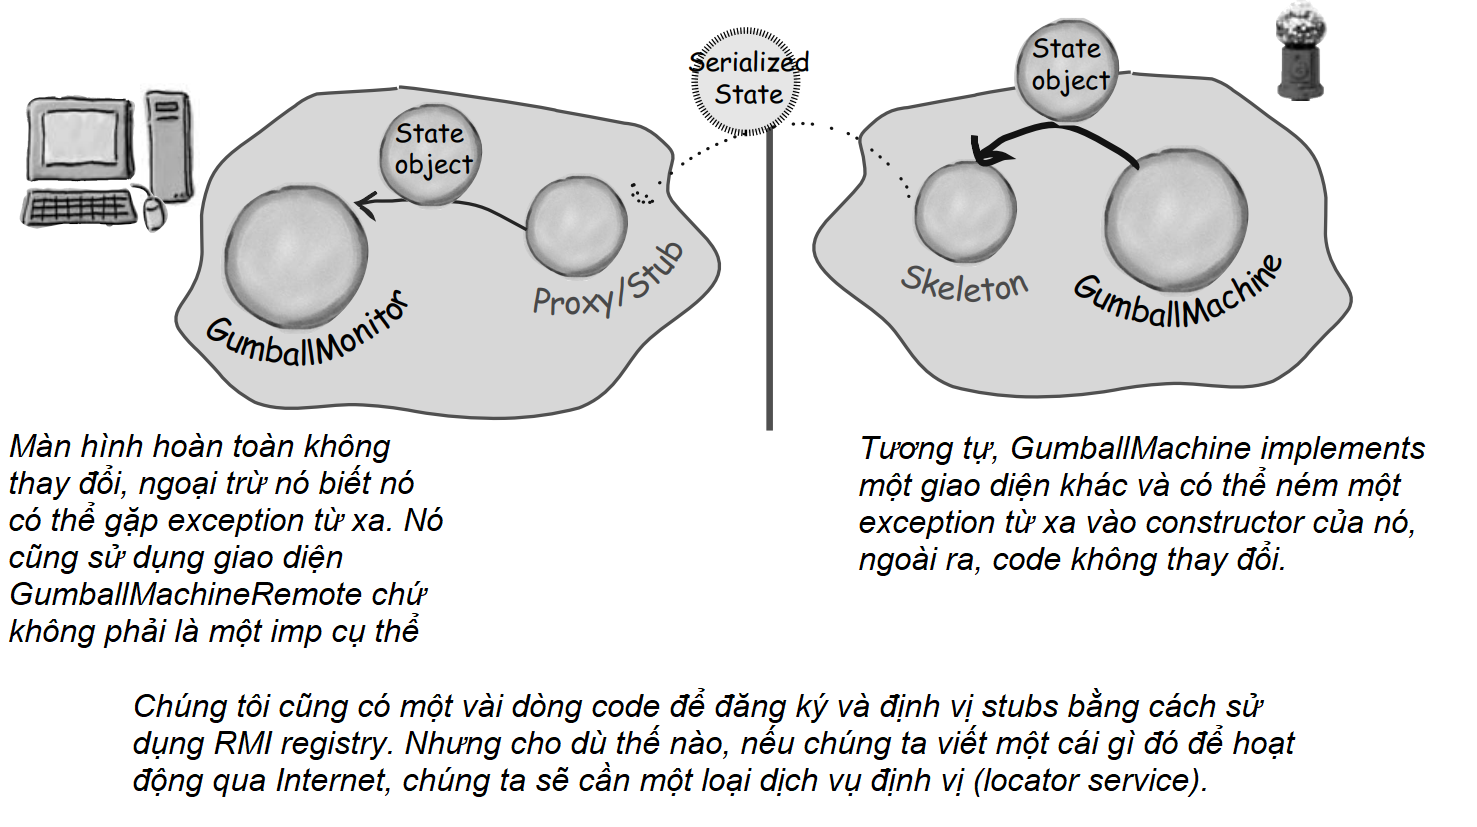 Serialized
State
State
object
State
object
GumballMonitor
Proxy/Stub
Skeleton
GumballMachine
Màn hình hoàn toàn không
thay đổi, ngoại trừ nó biết nó
có thể gặp exception từ xa. Nó
cũng sử dụng giao diện
GumballMachineRemote chứ
không phải là một imp cụ thể
Tương tự, GumballMachine implements
một giao diện khác và có thể ném một
exception từ xa vào constructor của nó,
ngoài ra, code không thay đổi.
Chúng tôi cũng có một vài dòng code để đăng ký và định vị stubs bằng cách sử
dụng RMI registry. Nhưng cho dù thế nào, nếu chúng ta viết một cái gì đó để hoạt
động qua Internet, chúng ta sẽ cần một loại dịch vụ định vị (locator service).